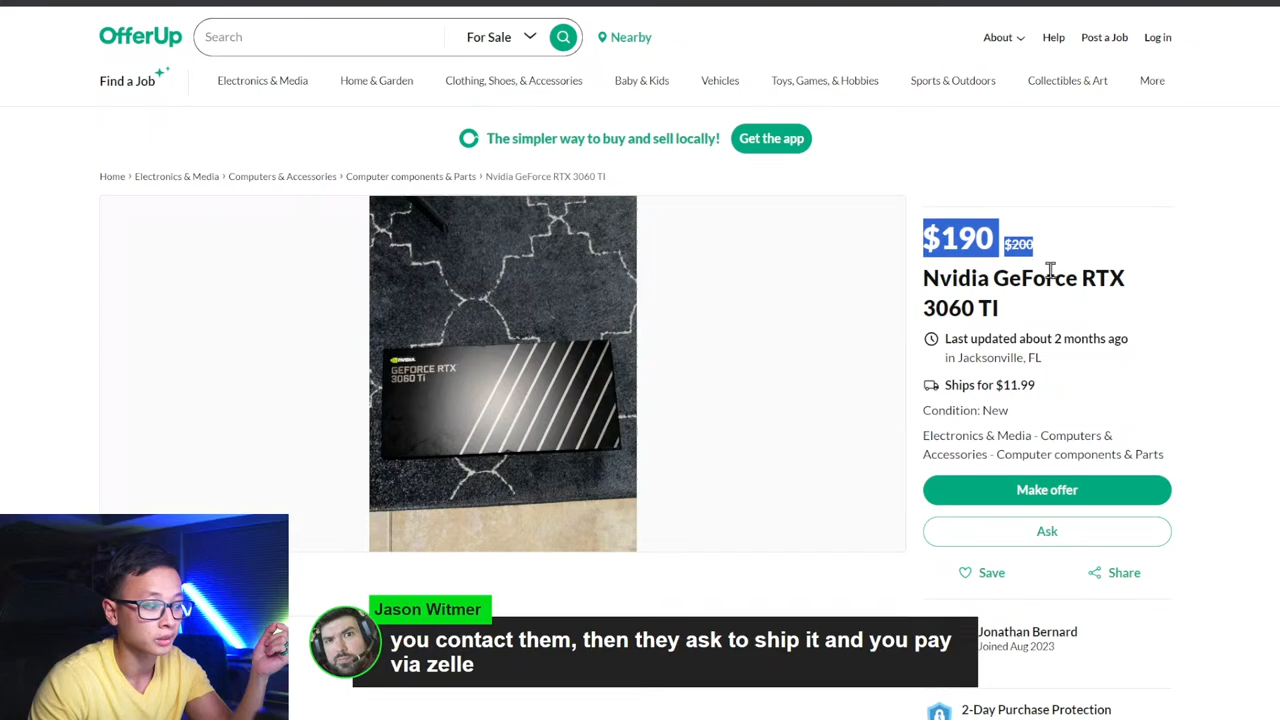 OfferUp
Search
For Sale
Nearby
About
Help
Post a Job
Log in
Find a Job
Electronics & Media
Home & Garden
Clothing, Shoes, & Accessories
Baby & Kids
Vehicles
Toys, Games, & Hobbies
Sports & Outdoors
Collectibles & Art
More
The simpler way to buy and sell locally!
Get the app
Home › Electronics & Media › Computers & Accessories › Computer components & Parts › Nvidia GeForce RTX 3060 TI
NVIDIA.
GEFORCE RTX
3060 Ti
$190 $200
Nvidia GeForce RTX
3060 TI
Last updated about 2 months ago
in Jacksonville, FL
Ships for $11.99
Condition: New
Electronics & Media - Computers &
Accessories - Computer components & Parts
Make offer
Ask
Save
Share
Jonathan Bernard
Joined Aug 2023
2-Day Purchase Protection
Jason Witmer
you contact them, then they ask to ship it and you pay
via zelle